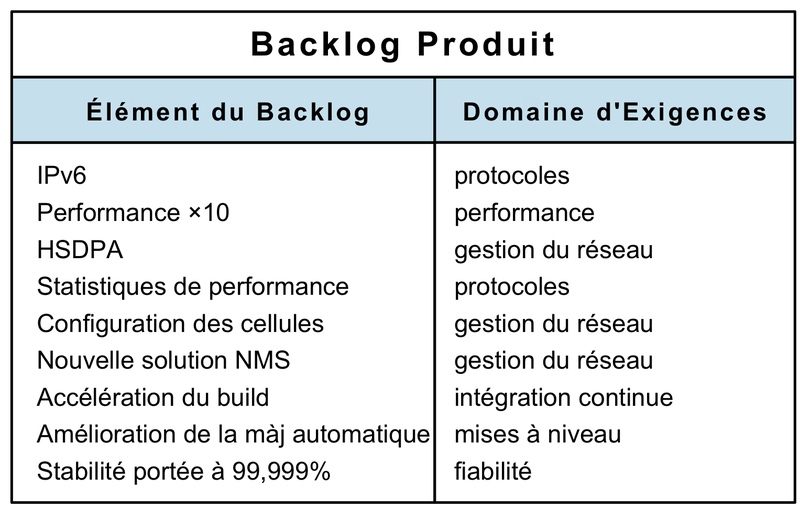 Backlog Produit
Élément du Backlog Domaine d'Exigences
IPv6 protocoles
Performance ×10 performance
HSDPA gestion du réseau
Statistiques de performance protocoles
Configuration des cellules gestion du réseau
Nouvelle solution NMS gestion du réseau
Accélération du build intégration continue
Amélioration de la màj automatique mises à niveau
Stabilité portée à 99,999% fiabilité